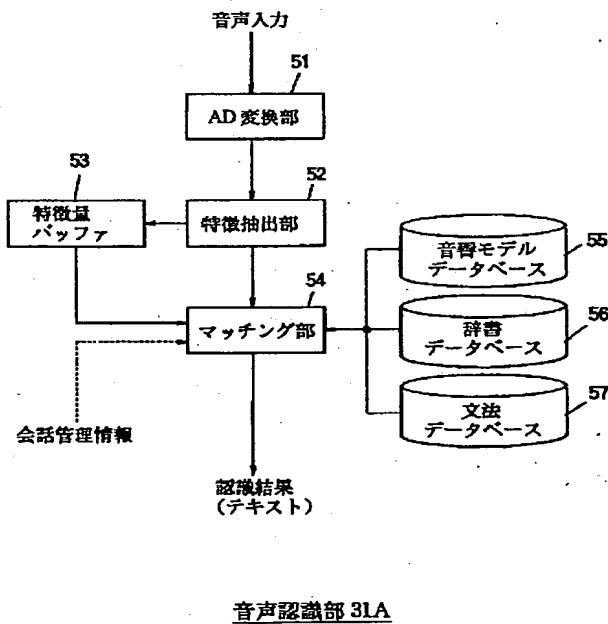 音声入力
51
AD変換部
53
52
特徴量
バッファ
特徴抽出部
音響モデル
データベース
55
54
マッチング部
辞書
データベース
56
会話管理情報
文法
データベース
57
認識結果
(テキスト)
音声認識部 31A